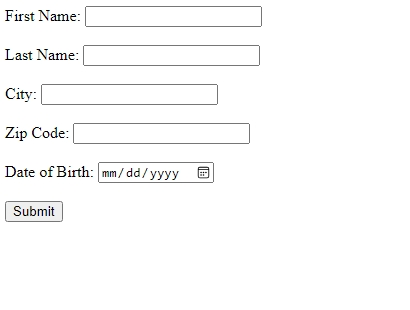 First Name:
Last Name:
City:
Zip Code:
Date of Birth: mm/dd/yyyy
Submit